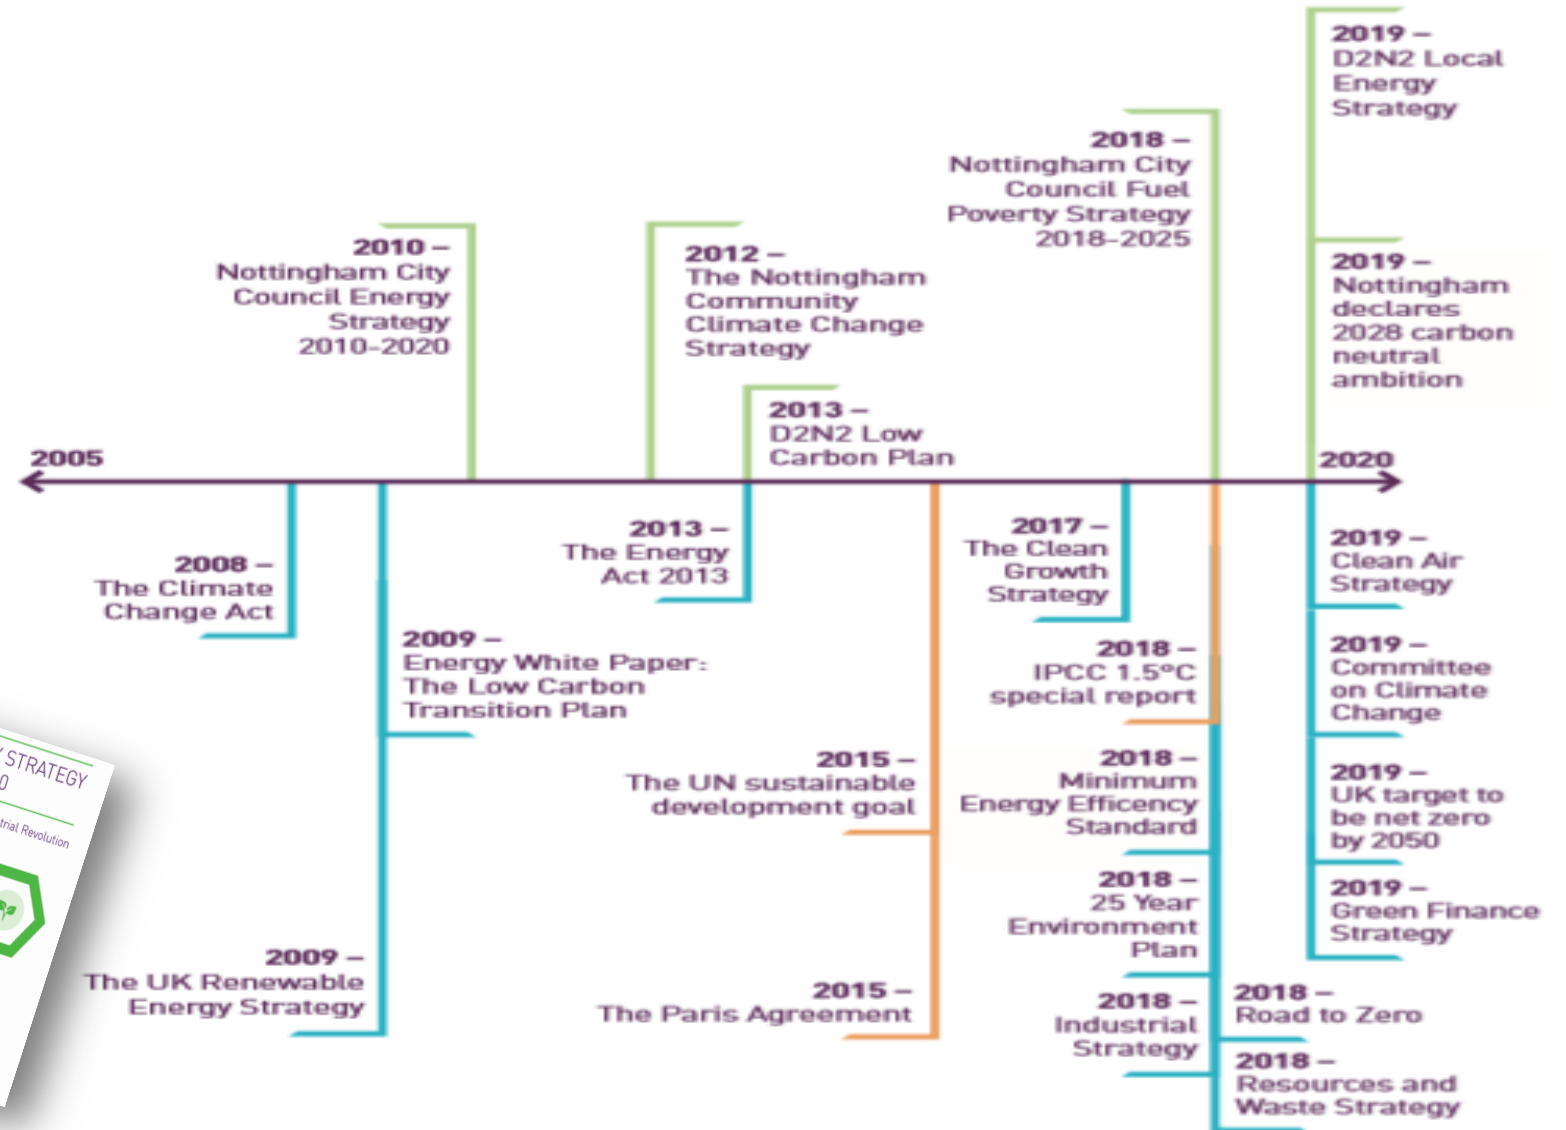 2019 –
D2N2 Local
Energy
Strategy
2018 –
Nottingham City
Council Fuel
Poverty Strategy
2018-2025
2010 –
Nottingham City
Council Energy
Strategy
2010-2020
2012 –
The Nottingham
Community
Climate Change
Strategy
2019 –
Nottingham
declares
2028 carbon
neutral
ambition
2013 –
D2N2 Low
Carbon Plan
2005
2020
2008 –
The Climate
Change Act
2009 –
Energy White Paper:
The Low Carbon
Transition Plan
2009 –
The UK Renewable
Energy Strategy
2013 –
The Energy
Act 2013
2015 –
The UN sustainable
development goal
2015 –
The Paris Agreement
2017 –
The Clean
Growth
Strategy
2018 –
IPCC 1.5°C
special report
2018 –
Minimum
Energy Efficency
Standard
2018 –
25 Year
Environment
Plan
2018 –
Industrial
Strategy
2018 –
Road to Zero
2018 –
Resources and
Waste Strategy
2019 –
Clean Air
Strategy
2019 –
Committee
on Climate
Change
2019 –
UK target to
be net zero
by 2050
2019 –
Green Finance
Strategy
STRATEGY
Revolution